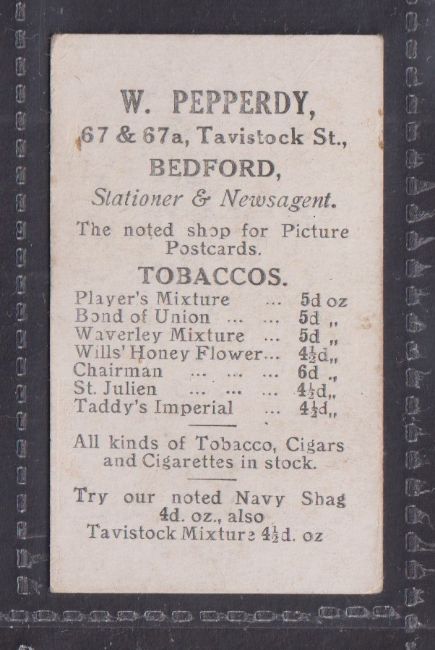 W. PEPPERDY,
67 & 67a, Tavistock St.,
BEDFORD,
Stationer & Newsagent.
The noted shop for Picture
Postcards.
TOBACCOS.
Player's Mixture ... 5d oz
Bond of Union ... ... 5d „
Waverley Mixture ... 5d „
Wills' Honey Flower... 4½d„
Chairman ... ... ... 6d „
St. Julien ... ... ... 4½d„
Taddy's Imperial ... 4½d„
All kinds of Tobacco, Cigars
and Cigarettes in stock.
Try our noted Navy Shag
4d. oz., also
Tavistock Mixture 4½d. oz